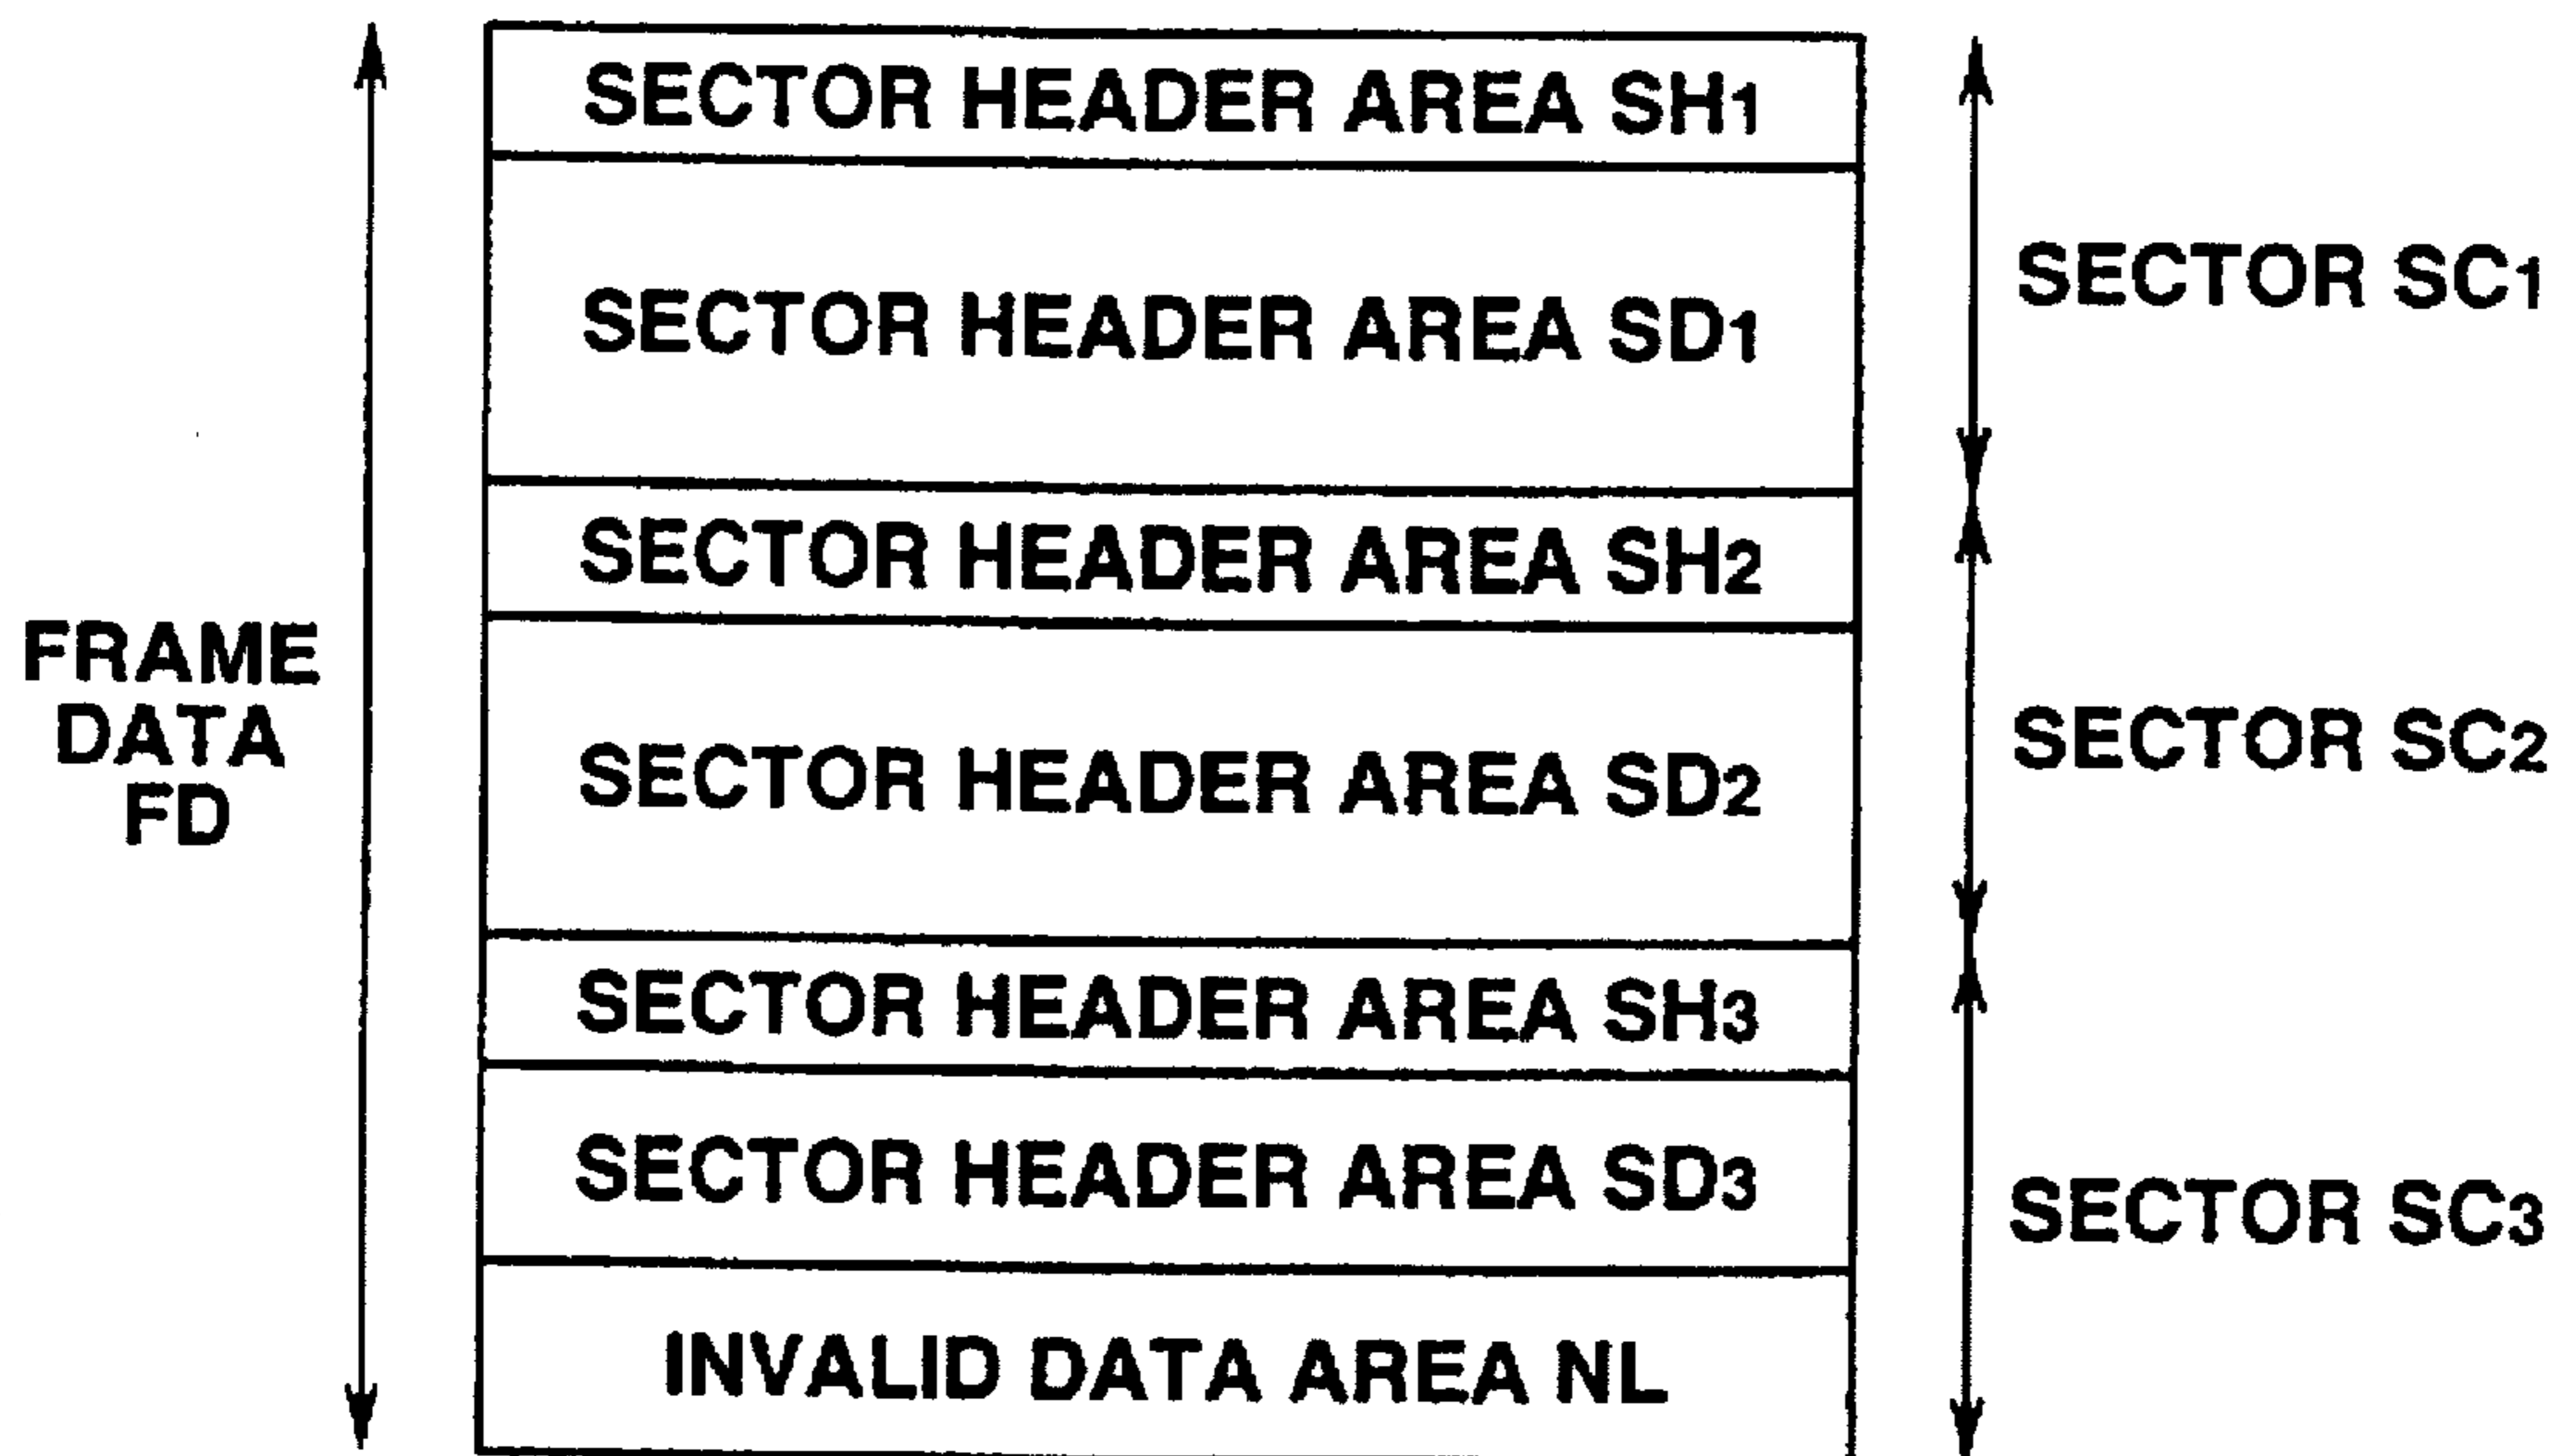 FRAME
DATA
FD
SECTOR HEADER AREA SH1
SECTOR HEADER AREA SD1
SECTOR HEADER AREA SH2
SECTOR HEADER AREA SD2
SECTOR HEADER AREA SH3
SECTOR HEADER AREA SD3
INVALID DATA AREA NL
SECTOR SC1
SECTOR SC2
SECTOR SC3